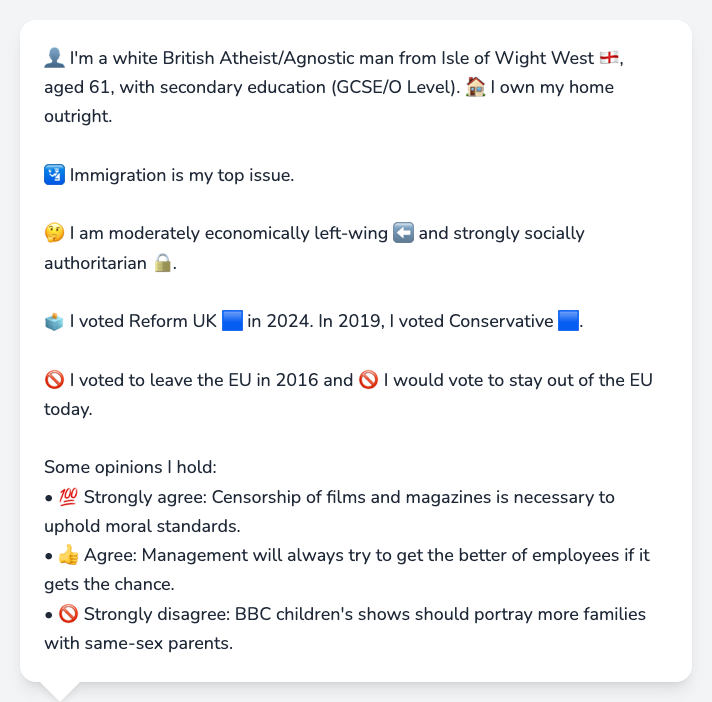 👤 I'm a white British Atheist/Agnostic man from Isle of Wight West 🏴󠁧󠁢󠁥󠁮󠁧󠁿,
aged 61, with secondary education (GCSE/O Level). 🏠 I own my home
outright.
🛂 Immigration is my top issue.
🤔 I am moderately economically left-wing ⬅️ and strongly socially
authoritarian 🔒.
🗳️ I voted Reform UK 🟦 in 2024. In 2019, I voted Conservative 🟦.
🚫 I voted to leave the EU in 2016 and 🚫 I would vote to stay out of the EU
today.
Some opinions I hold:
• 💯 Strongly agree: Censorship of films and magazines is necessary to
uphold moral standards.
• 👍 Agree: Management will always try to get the better of employees if it
gets the chance.
• 🚫 Strongly disagree: BBC children's shows should portray more families
with same-sex parents.